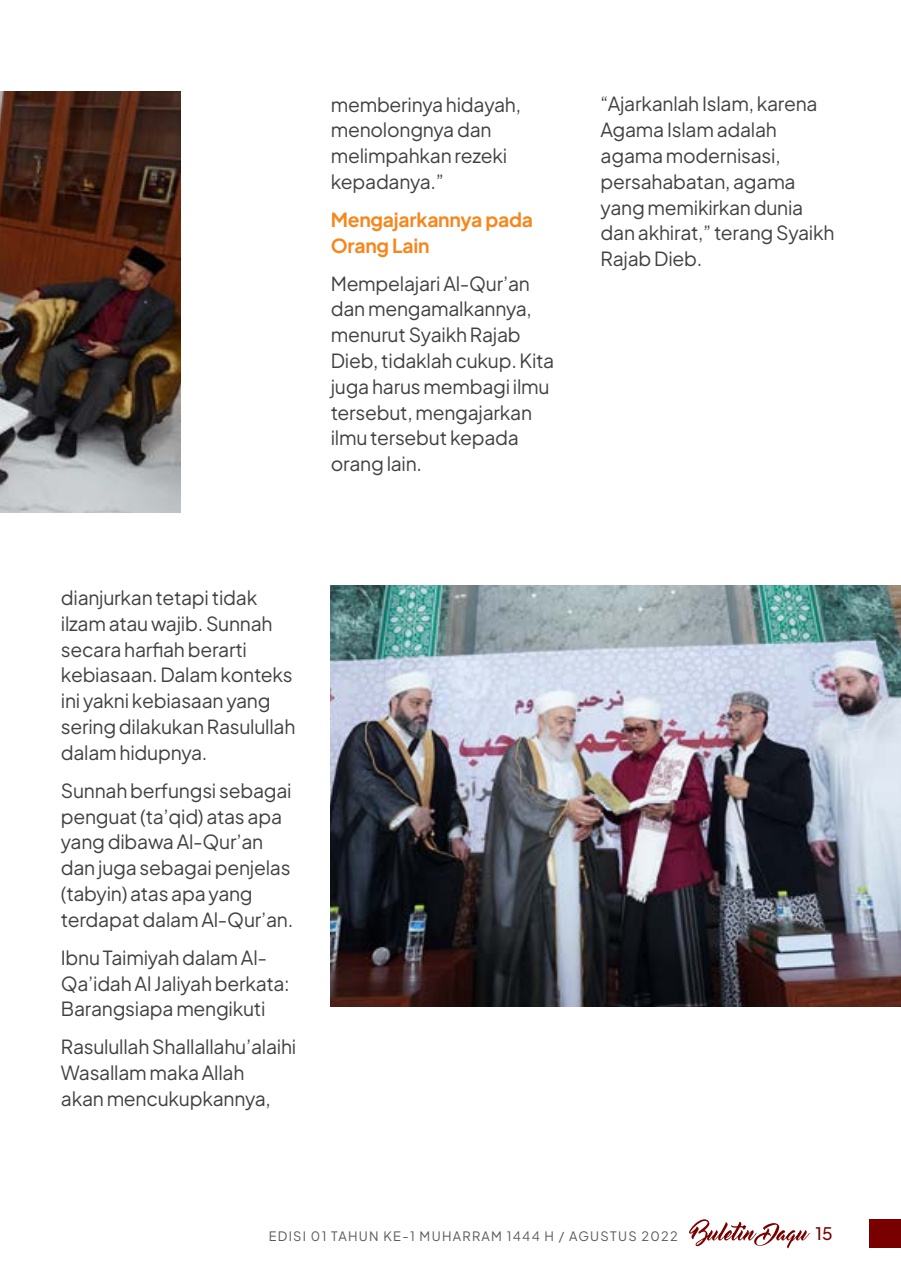 dianjurkan tetapi tidak
ilzam atau wajib. Sunnah
secara harfiah berarti
kebiasaan. Dalam konteks
ini yakni kebiasaan yang
sering dilakukan Rasulullah
dalam hidupnya.
Sunnah berfungsi sebagai
penguat (ta’qid) atas apa
yang dibawa Al-Qur’an
dan juga sebagai penjelas
(tabyin) atas apa yang
terdapat dalam Al-Qur’an.
Ibnu Taimiyah dalam Al-
Qa’idah Al Jaliyah berkata:
Barangsiapa mengikuti
Rasulullah Shallallahu’alaihi
Wasallam maka Allah
akan mencukupkannya,
memberinya hidayah,
menolongnya dan
melimpahkan rezeki
kepadanya.”
Mengajarkannya pada
Orang Lain
Mempelajari Al-Qur’an
dan mengamalkannya,
menurut Syaikh Rajab
Dieb, tidaklah cukup. Kita
juga harus membagi ilmu
tersebut, mengajarkan
ilmu tersebut kepada
orang lain.
“Ajarkanlah Islam, karena
Agama Islam adalah
agama modernisasi,
persahabatan, agama
yang memikirkan dunia
dan akhirat,” terang Syaikh
Rajab Dieb.
EDISI 01 TAHUN KE-1 MUHARRAM 1444 H / AGUSTUS 2022 Buletin Daqu 15